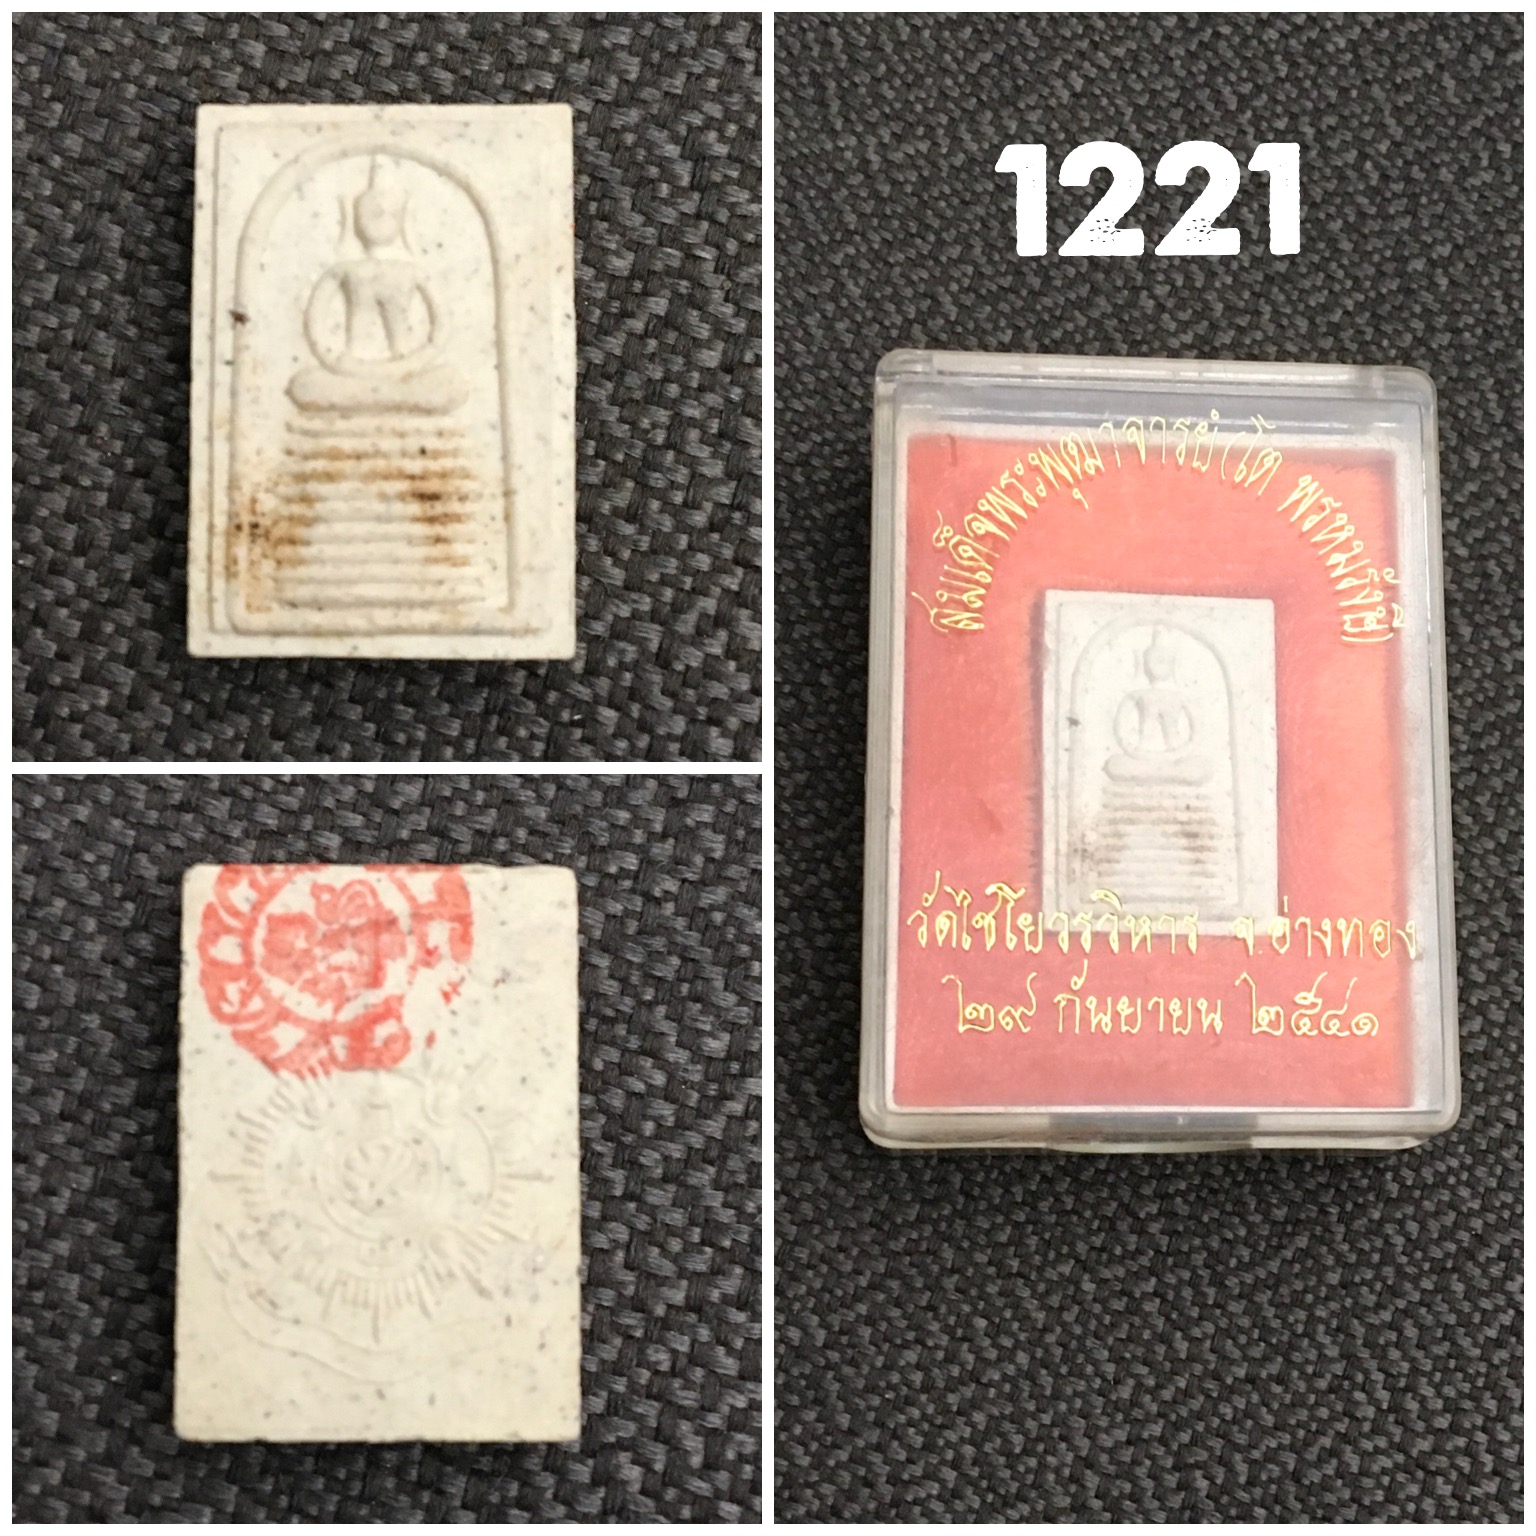 1221
สมเด็จพระพุฒาจารย์ (โต พรหมรังษี)
วัดไชโยวรวิหาร จ.อ่างทอง
๒๙ กันยายน ๒๕๔๑